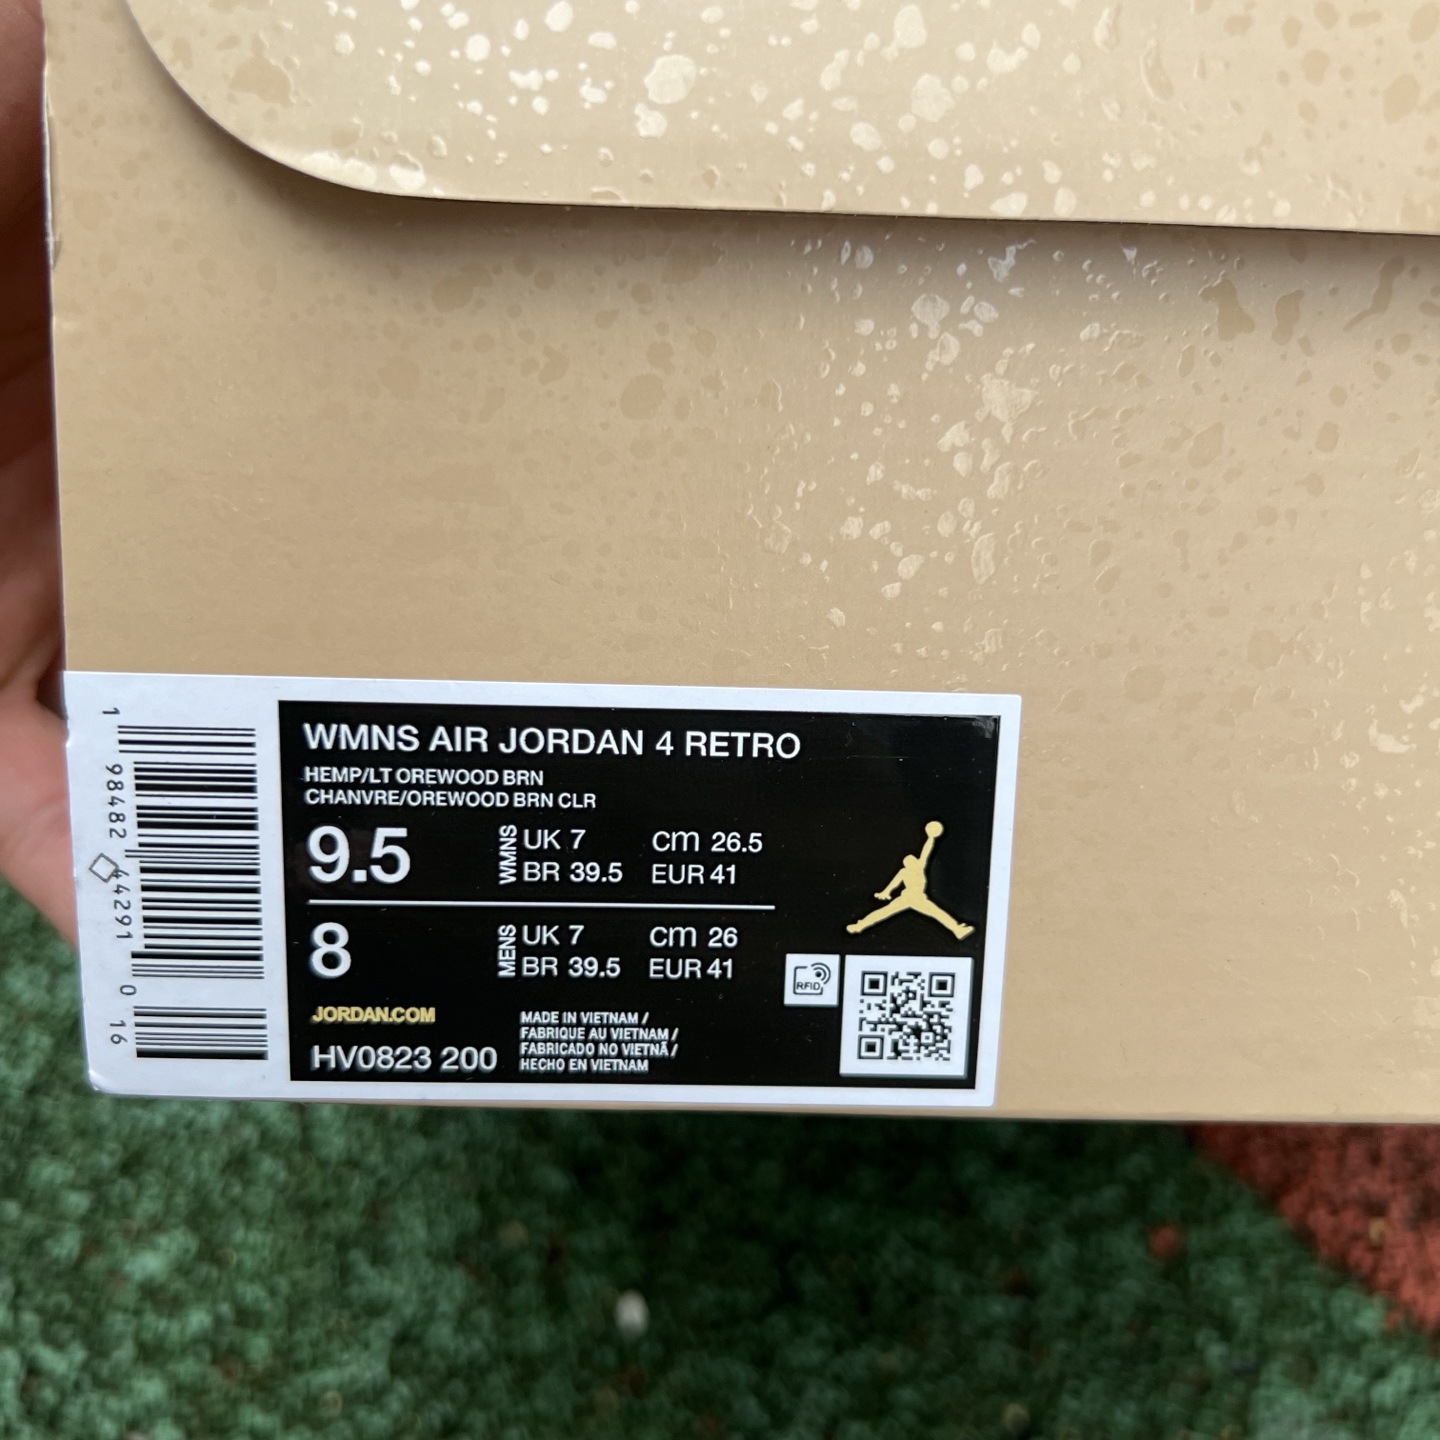 WMNS AIR JORDAN 4 RETRO
HEMP/LT OREWOOD BRN
CHANVRE/OREWOOD BRN CLR
9.5 WMNS UK 7 cm 26.5
BR 39.5 EUR 41
8 MENS UK 7 cm 26
BR 39.5 EUR 41
JORDAN.COM
HV0823 200
MADE IN VIETNAM /
FABRIQUE AU VIETNAM /
FABRICADO NO VIETNÃ /
HECHO EN VIETNAM
RFID
1 98482 44291 0 16